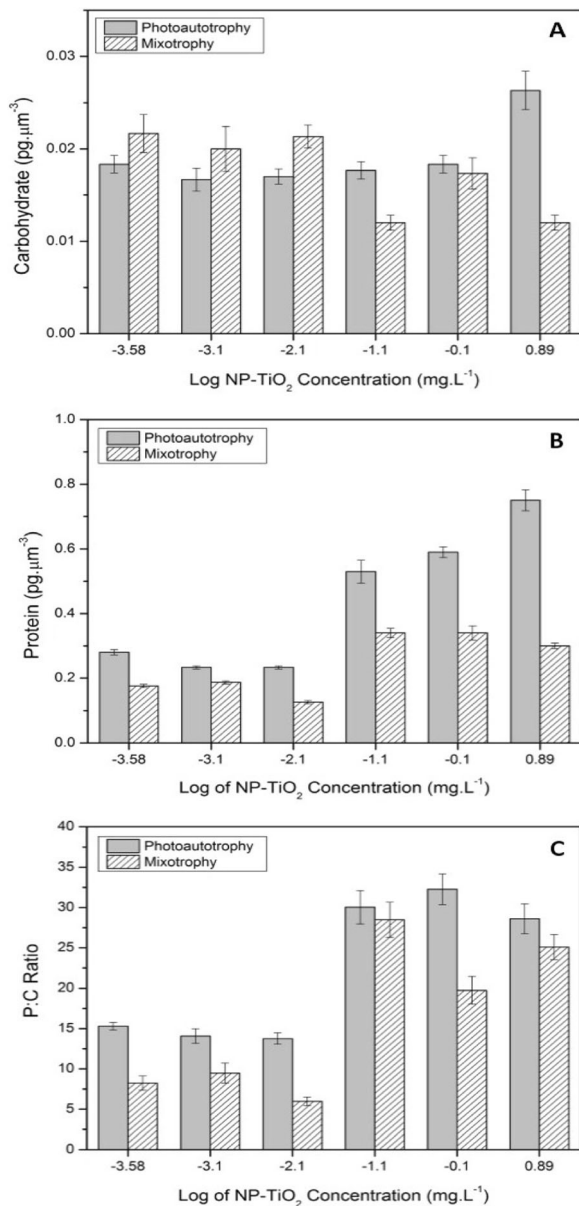 A
Photoautotrophy
Mixotrophy
0.03
0.02
0.01
0.00
Carbohydrate (pg.µm⁻³)
-3.58 -3.1 -2.1 -1.1 -0.1 0.89
Log NP-TiO₂ Concentration (mg.L⁻¹)
B
Photoautotrophy
Mixotrophy
1.0
0.8
0.6
0.4
0.2
0.0
Protein (pg.µm⁻³)
-3.58 -3.1 -2.1 -1.1 -0.1 0.89
Log of NP-TiO₂ Concentration (mg.L⁻¹)
C
Photoautotrophy
Mixotrophy
40
35
30
25
20
15
10
5
0
P:C Ratio
-3.58 -3.1 -2.1 -1.1 -0.1 0.89
Log of NP-TiO₂ Concentration (mg.L⁻¹)